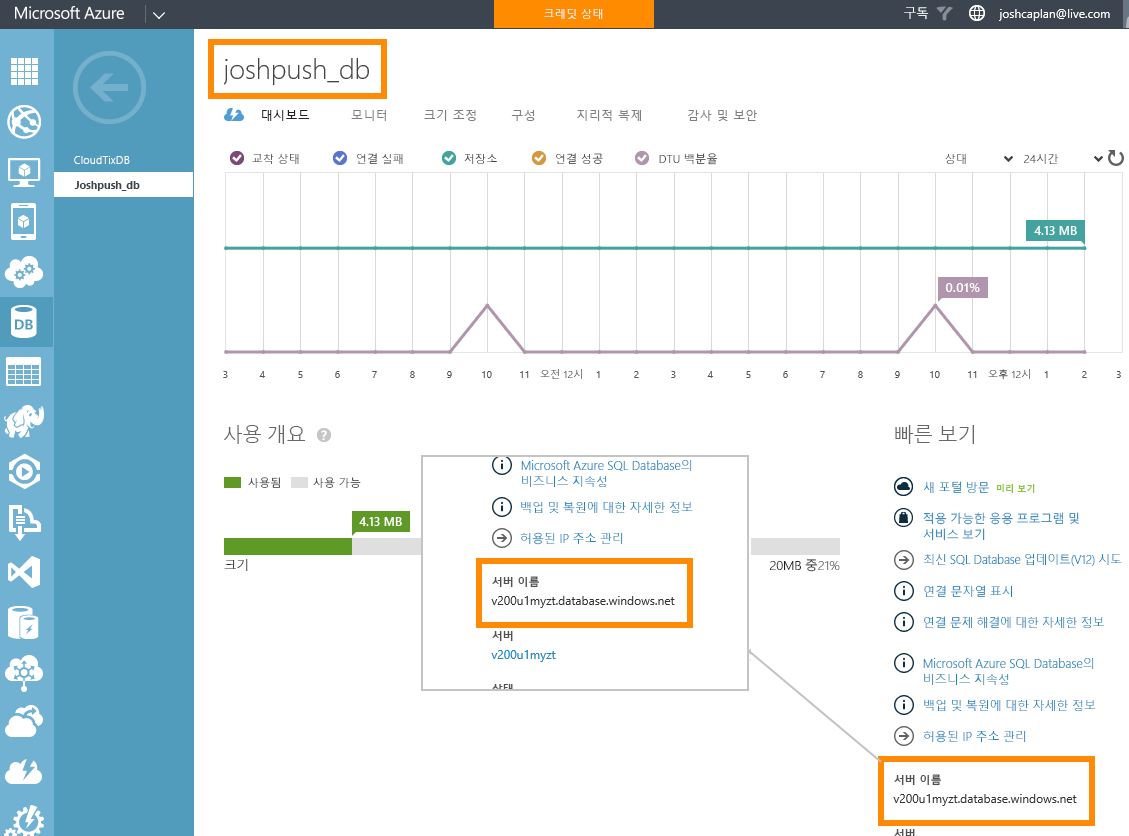 Microsoft Azure
크레딧 상태
구독
joshcaplan@live.com
CloudTixDB
Joshpush_db
DB
joshpush_db
대시보드 모니터 크기 조정 구성 지리적 복제 감사 및 보안
교착 상태 연결 실패 저장소 연결 성공 DTU 백분율 상대 24시간
4.13 MB
0.01%
3 4 5 6 7 8 9 10 11 오전 12시 1 2 3 4 5 6 7 8 9 10 11 오후 12시 1 2 3
사용 개요 ?
사용됨 사용 가능
4.13 MB
크기
20MB 중21%
Microsoft Azure SQL Database의
비즈니스 지속성
백업 및 복원에 대한 자세한 정보
허용된 IP 주소 관리
서버 이름
v200u1myzt.database.windows.net
서버
v200u1myzt
상태
빠른 보기
새 포털 방문 미리 보기
적용 가능한 응용 프로그램 및
서비스 보기
최신 SQL Database 업데이트(V12) 시도
연결 문자열 표시
연결 문제 해결에 대한 자세한 정보
Microsoft Azure SQL Database의
비즈니스 지속성
백업 및 복원에 대한 자세한 정보
허용된 IP 주소 관리
서버 이름
v200u1myzt.database.windows.net
서버